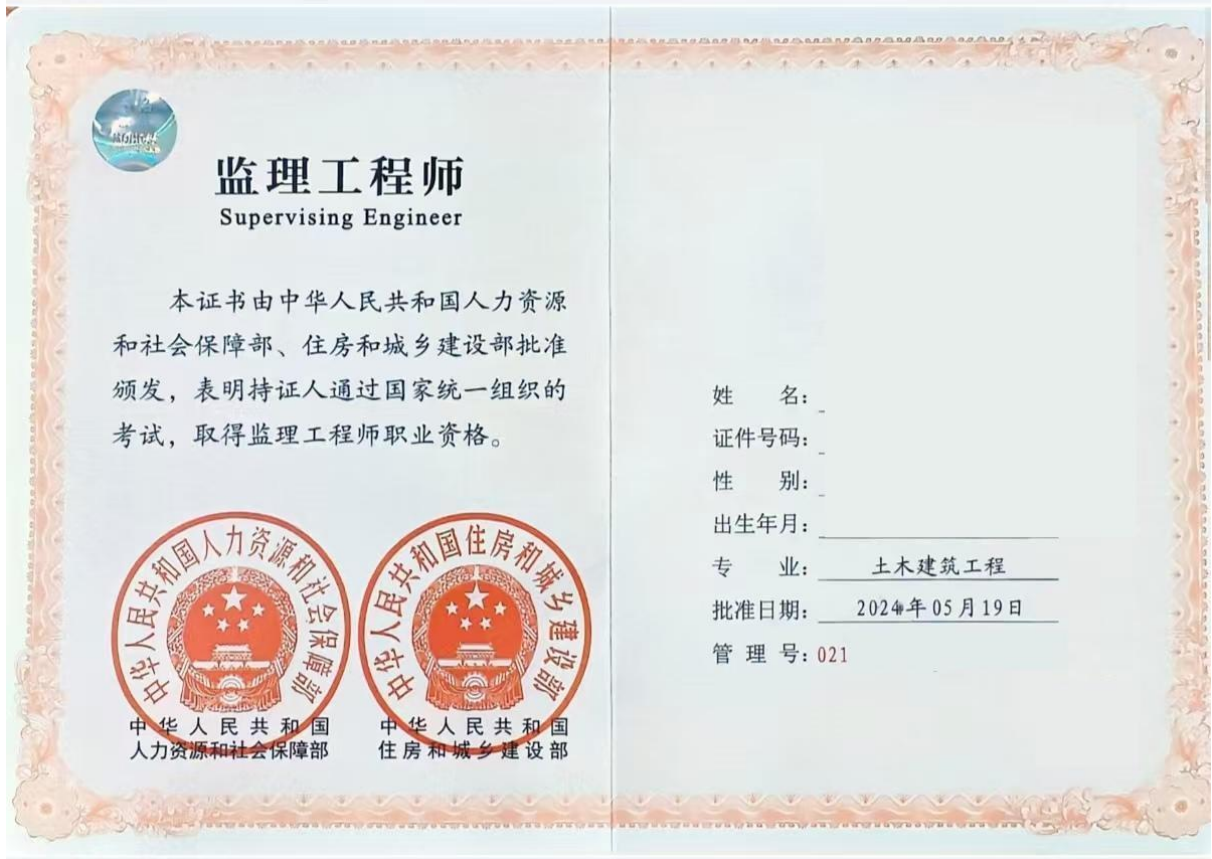 监理工程师
Supervising Engineer
本证书由中华人民共和国人力资源
和社会保障部、住房和城乡建设部批准
颁发，表明持证人通过国家统一组织的
考试，取得监理工程师职业资格。
中华人民共和国人力资源和社会保障部
中华人民共和国住房和城乡建设部
中华人民共和国
人力资源和社会保障部
中华人民共和国
住房和城乡建设部
姓 名：
证件号码：
性 别：
出生年月：
专 业：土木建筑工程
批准日期：2024年05月19日
管 理 号：021